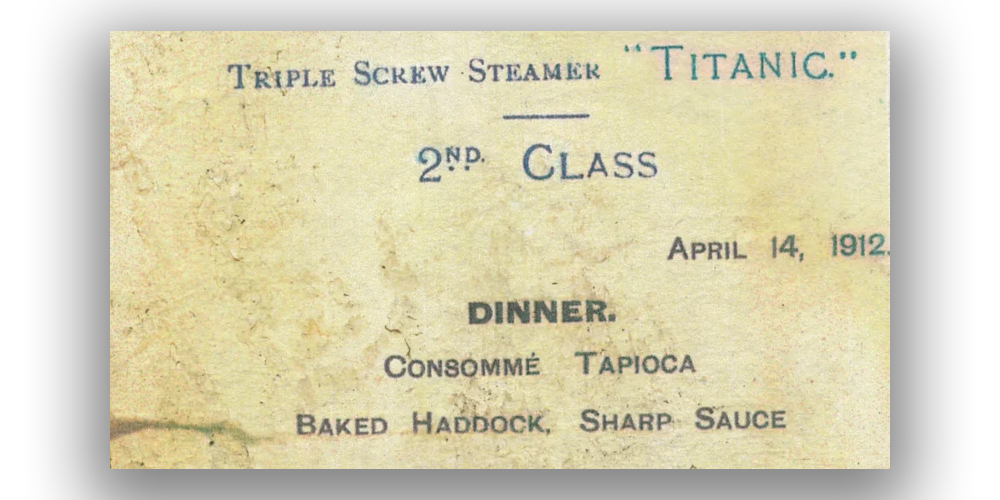 TRIPLE SCREW STEAMER "TITANIC."
2ND. CLASS
APRIL 14, 1912.
DINNER.
CONSOMMÉ TAPIOCA
BAKED HADDOCK, SHARP SAUCE